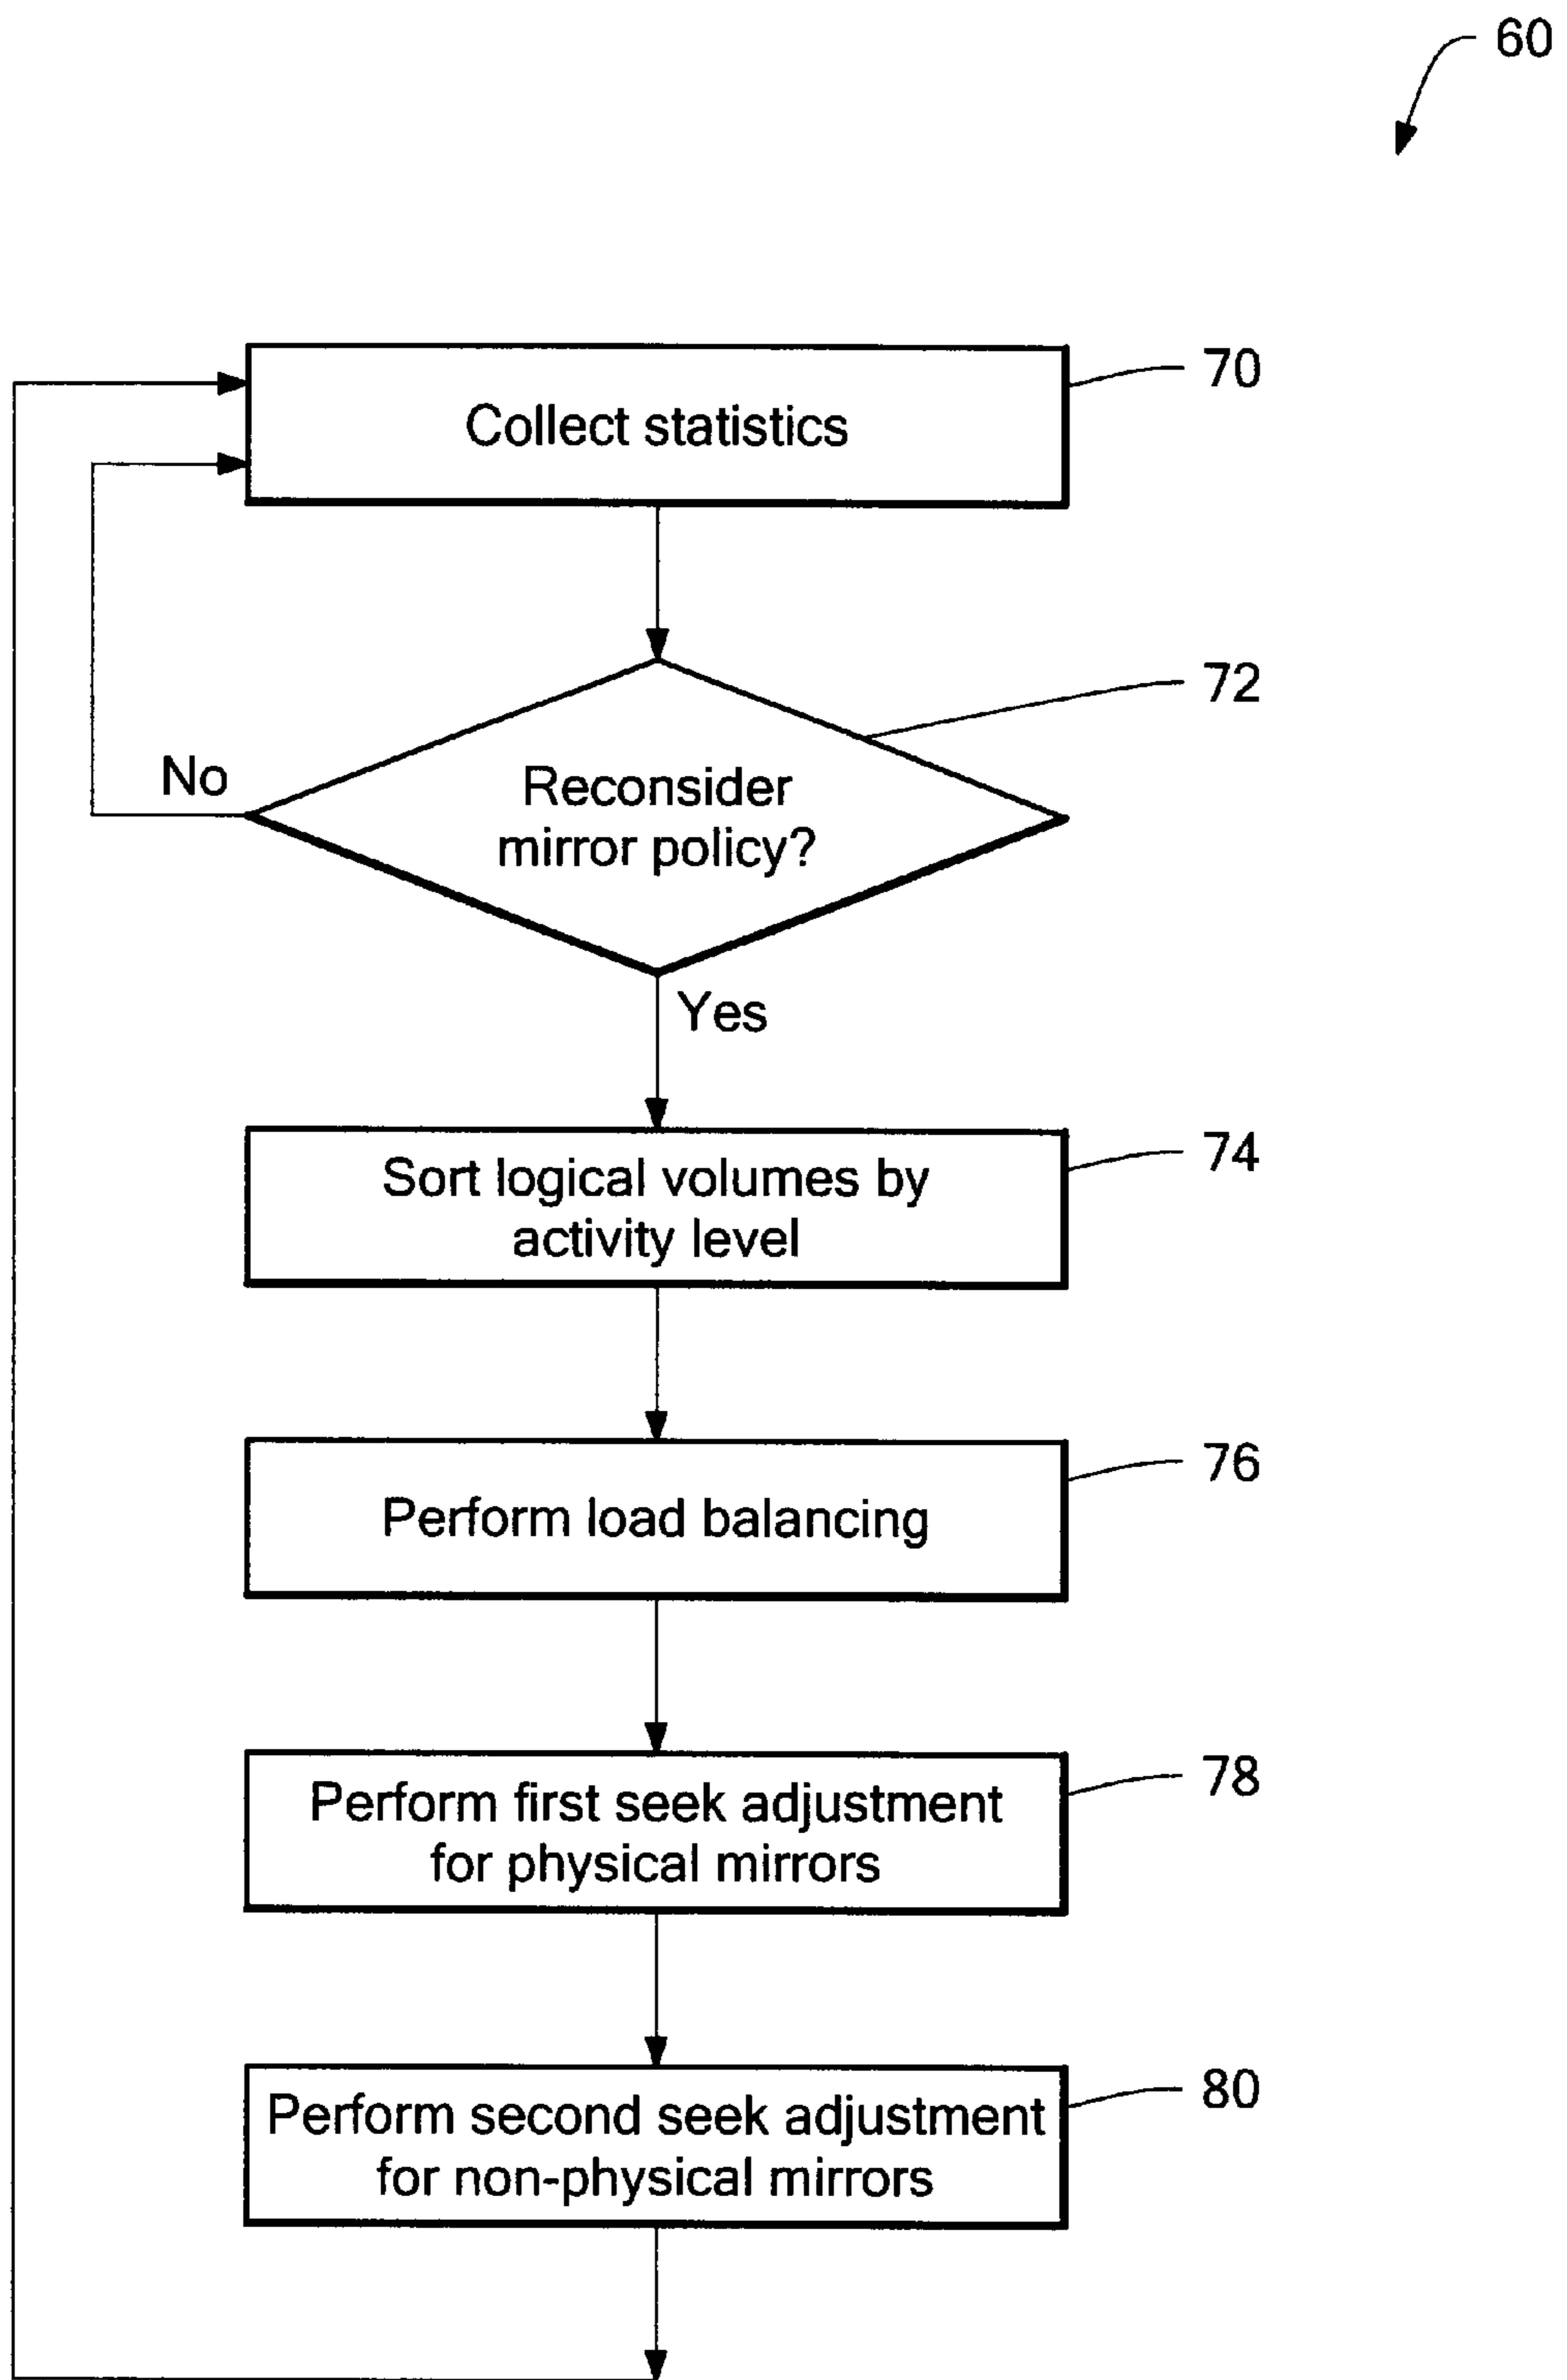 60
Collect statistics
70
Reconsider
mirror policy?
72
No
Yes
Sort logical volumes by
activity level
74
Perform load balancing
76
Perform first seek adjustment
for physical mirrors
78
Perform second seek adjustment
for non-physical mirrors
80